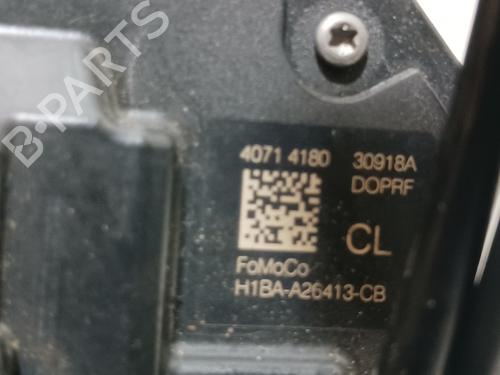 B-PARTS
4071 4180 30918A
DOPRF
CL
FoMoCo
H1BA-A26413-CB